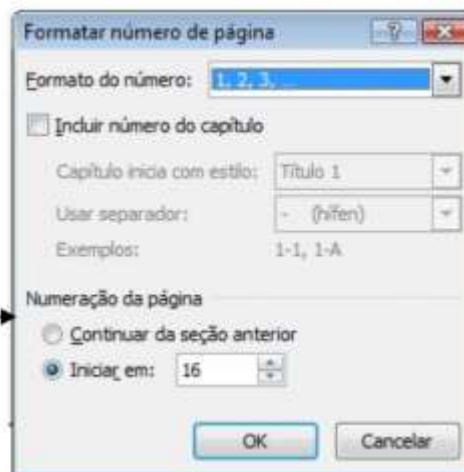 Formatar número de página
Formato do número: 1, 2, 3, ...
Incluir número do capítulo
Capítulo inicia com estilo: Título 1
Usar separador: - (hífen)
Exemplos: 1-1, 1-A
Numeração da página
Continuar da seção anterior
Iniciar em: 16
OK Cancelar